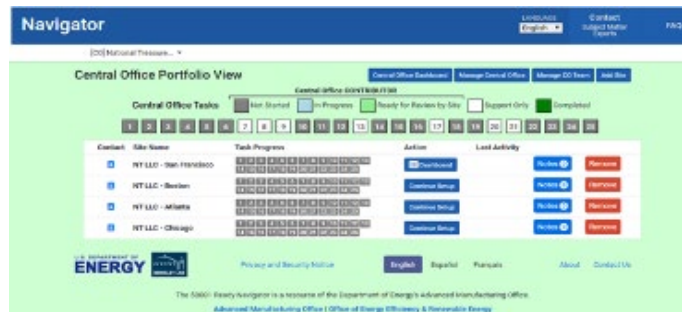 Navigator
LANGUAGE
English
Contact
Subject Matter
Experts
FAQ
[CO] National Treasure...
Central Office Portfolio View
Central Office Dashboard
Manage Central Office
Manage CO Team
Add Site
Central Office CONTRIBUTOR
Central Office Tasks
Not Started
In Progress
Ready for Review by Site
Support Only
Completed
1 2 3 4 5 6 7 8 9 10 11 12 13 14 15 16 17 18 19 20 21 22 23 24 25
Contact Site Name Task Progress Action Last Activity
NT LLC - San Francisco
Dashboard
Notes
Remove
NT LLC - Boston
Continue Setup
Notes
Remove
NT LLC - Atlanta
Continue Setup
Notes
Remove
NT LLC - Chicago
Continue Setup
Notes
Remove
U.S. DEPARTMENT OF
ENERGY
Privacy and Security Notice
English Español Français
About Contact Us
The 50001 Ready Navigator is a resource of the Department of Energy's Advanced Manufacturing Office.
Advanced Manufacturing Office | Office of Energy Efficiency & Renewable Energy